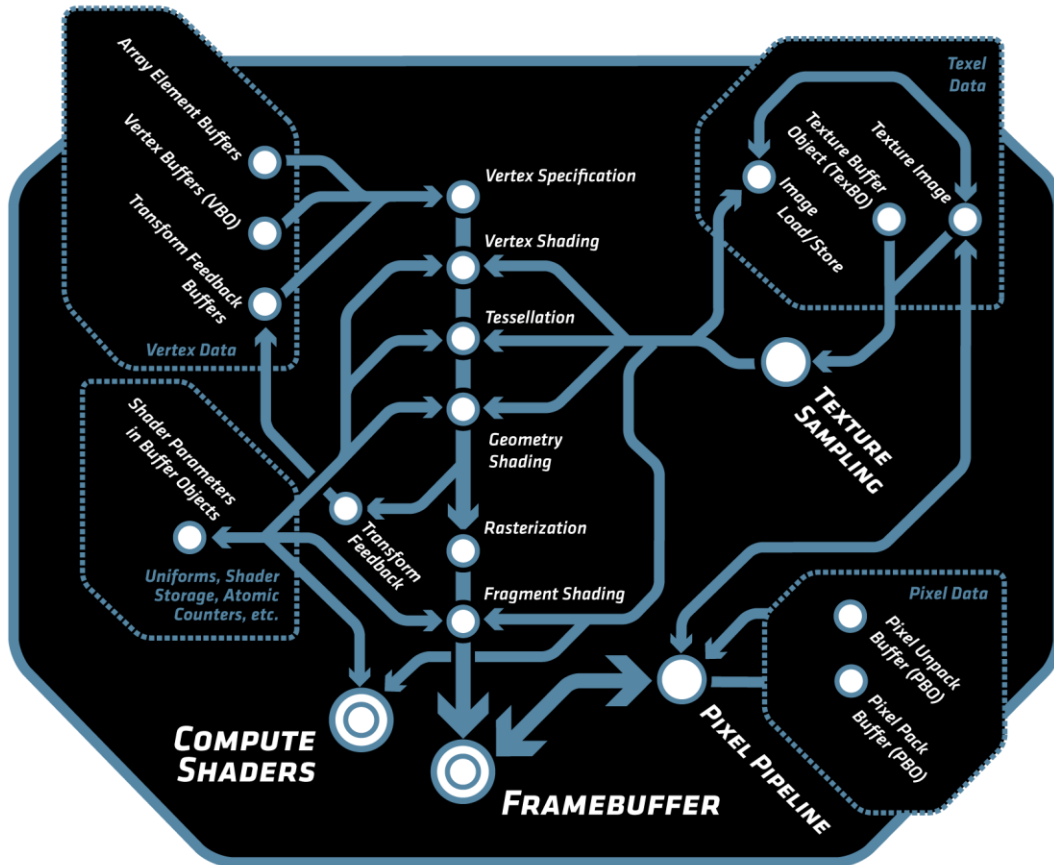 Array Element Buffers
Vertex Buffers (VBO)
Transform Feedback
Buffers
Vertex Data
Vertex Specification
Vertex Shading
Tessellation
Geometry
Shading
Rasterization
Fragment Shading
Transform
Feedback
Shader Parameters
in Buffer Objects
Uniforms, Shader
Storage, Atomic
Counters, etc.
Texel
Data
Texture Image
Texture Buffer
Object (TexBO)
Image
Load/Store
Texture
Sampling
Pixel Data
Pixel Unpack
Buffer (PBO)
Pixel Pack
Buffer (PBO)
Pixel Pipeline
Compute
Shaders
Framebuffer